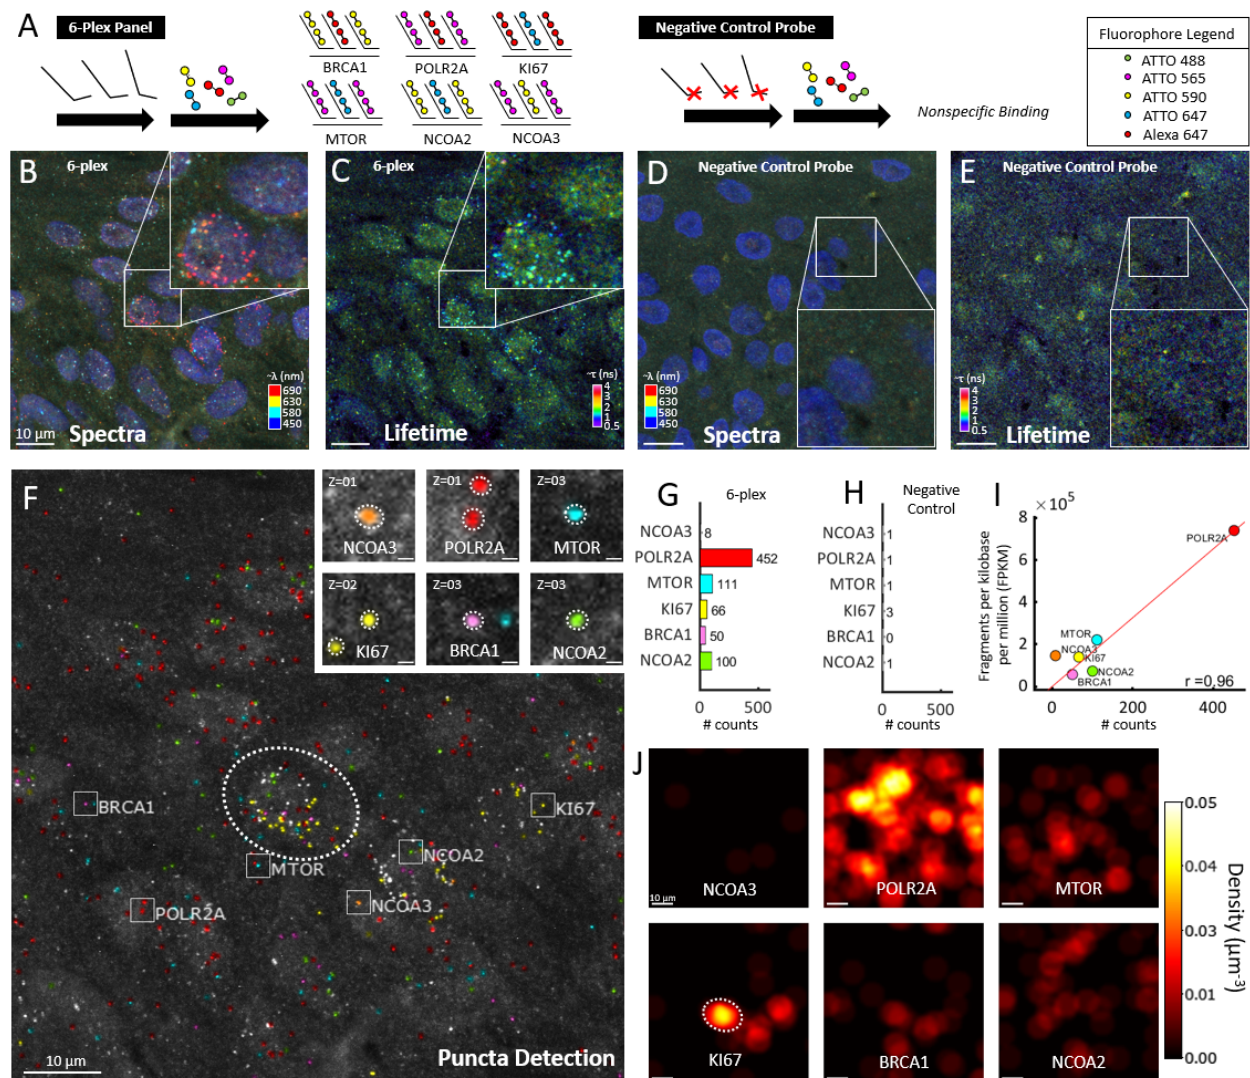 A
6-Plex Panel
BRCA1
POLR2A
KI67
MTOR
NCOA2
NCOA3
Negative Control Probe
Nonspecific Binding
Fluorophore Legend
ATTO 488
ATTO 565
ATTO 590
ATTO 647
Alexa 647
B
6-plex
~λ (nm)
690
630
580
450
10 μm
Spectra
C
6-plex
~τ (ns)
4
3
2
1
0.5
Lifetime
D
Negative Control Probe
~λ (nm)
690
630
580
450
Spectra
E
Negative Control Probe
~τ (ns)
4
3
2
1
0.5
Lifetime
F
Z=01
NCOA3
Z=01
POLR2A
Z=03
MTOR
Z=02
KI67
Z=03
BRCA1
Z=03
NCOA2
BRCA1
KI67
NCOA2
MTOR
NCOA3
POLR2A
10 μm
Puncta Detection
G
6-plex
NCOA3 8
POLR2A 452
MTOR 111
KI67 66
BRCA1 50
NCOA2 100
0 500
# counts
H
Negative
Control
NCOA3 1
POLR2A 1
MTOR 1
KI67 3
BRCA1 0
NCOA2 1
0 500
# counts
I
×10⁵
Fragments per kilobase
per million (FPKM)
8
6
4
2
0
POLR2A
MTOR
NCOA3
KI67
NCOA2
BRCA1
r =0,96
0 200 400
# counts
J
10 μm
NCOA3
POLR2A
MTOR
KI67
BRCA1
NCOA2
0.05
0.04
0.03
0.03
0.01
0.00
Density (μm⁻³)